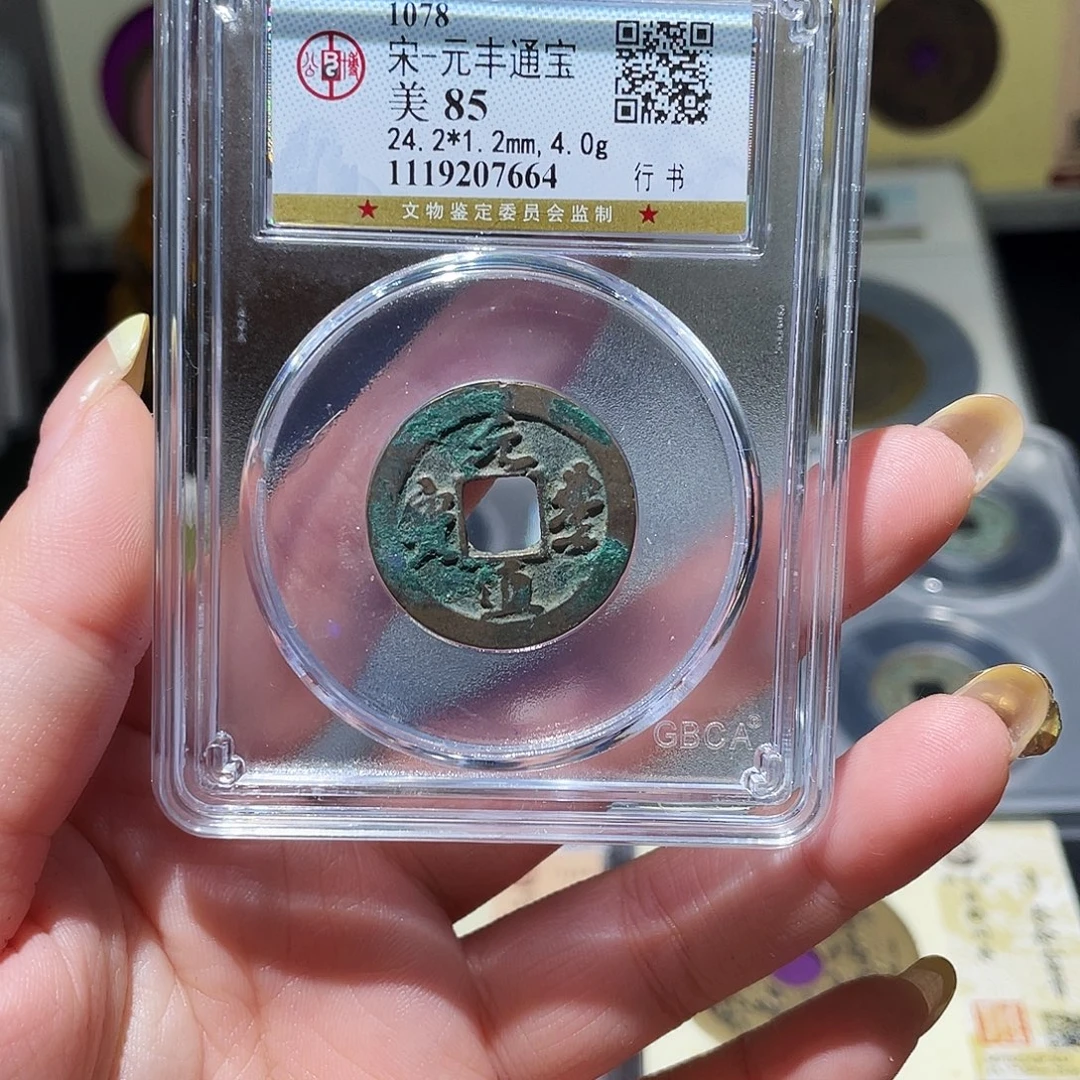 1078
宋-元丰通宝
美 85
24.2*1.2mm,4.0g
1119207664 行书
★ 文物鉴定委员会监制 ★
元豐通寳
GBCA